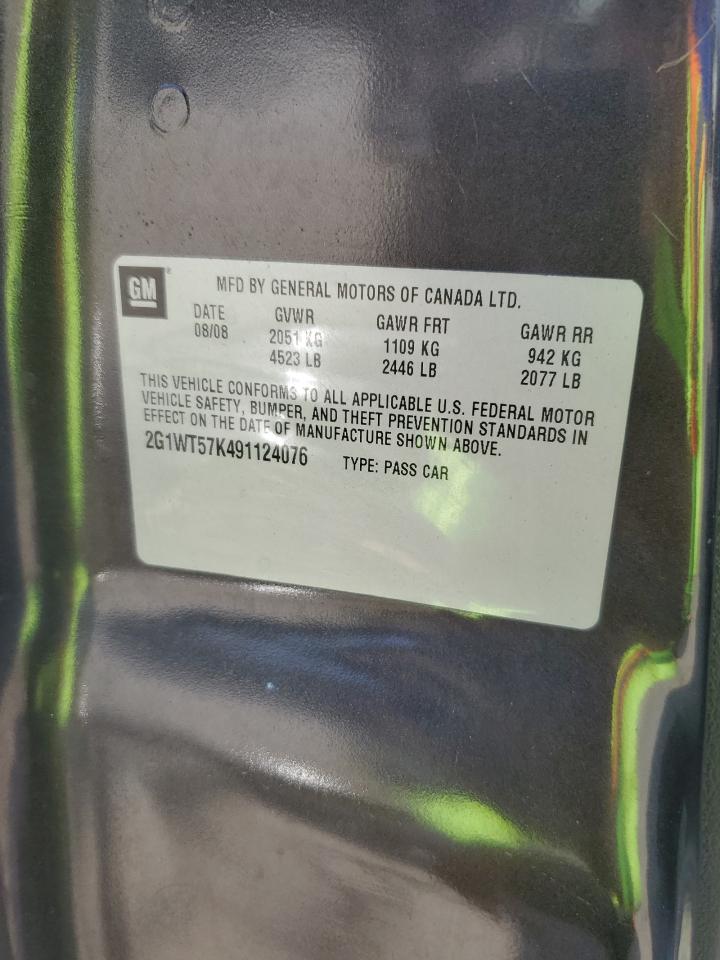 GM
MFD BY GENERAL MOTORS OF CANADA LTD.
DATE GVWR GAWR FRT GAWR RR
08/08 2051 KG 1109 KG 942 KG
4523 LB 2446 LB 2077 LB
THIS VEHICLE CONFORMS TO ALL APPLICABLE U.S. FEDERAL MOTOR
VEHICLE SAFETY, BUMPER, AND THEFT PREVENTION STANDARDS IN
EFFECT ON THE DATE OF MANUFACTURE SHOWN ABOVE.
2G1WT57K491124076 TYPE: PASS CAR